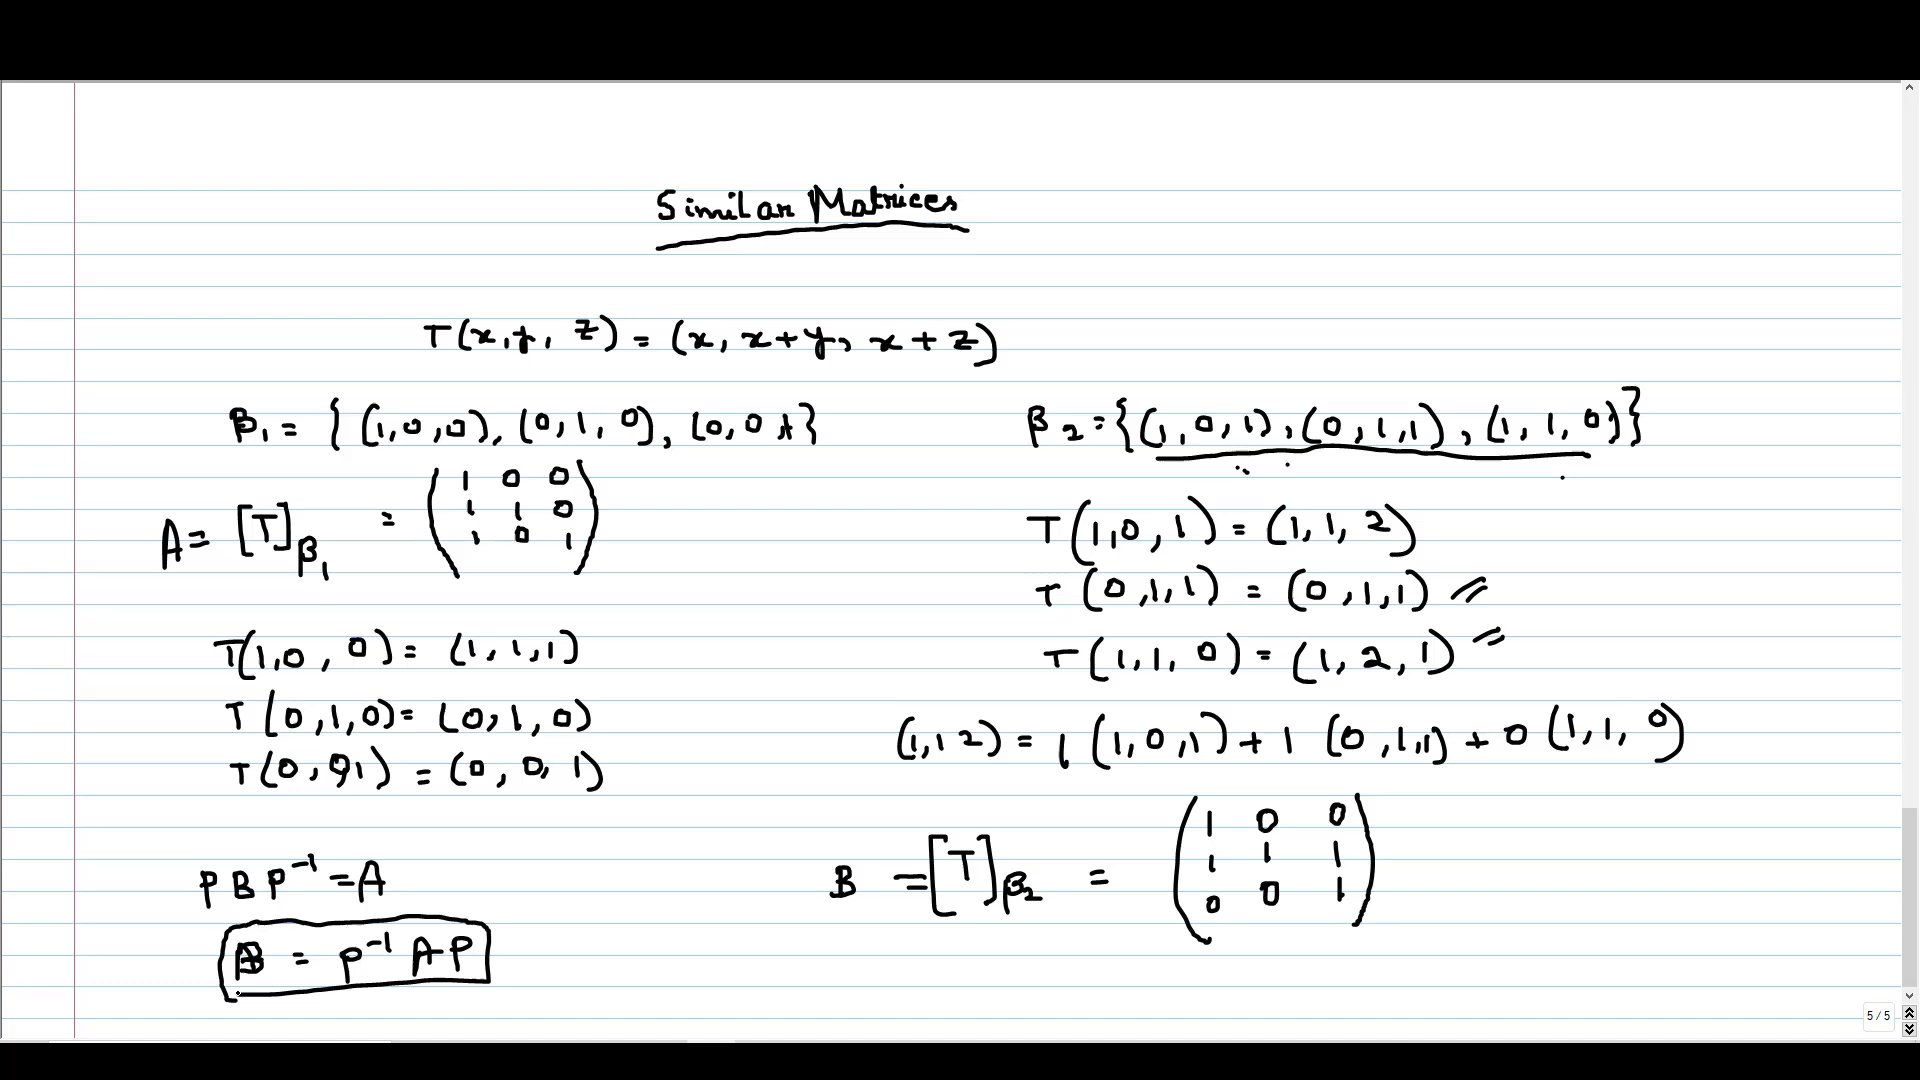 Similar Matrices
T(x, y, z) = (x, x+y, x+z)
β₁ = { (1,0,0), (0,1,0), (0,0,1}
A = [T]β₁ = ( 1 0 0
1 1 0
1 0 1 )
T(1,0,0) = (1,1,1)
T(0,1,0) = (0,1,0)
T(0,0,1) = (0,0,1)
P B P⁻¹ = A
B = P⁻¹ A P
β₂ = {(1,0,1), (0,1,1), (1,1,0)}
T(1,0,1) = (1,1,2)
T(0,1,1) = (0,1,1)
T(1,1,0) = (1,2,1)
(1,1 2) = 1 (1,0,1) + 1 (0,1,1) + 0 (1,1,0)
B = [T]β₂ = ( 1 0 0
1 1 1
0 0 1 )
5 / 5